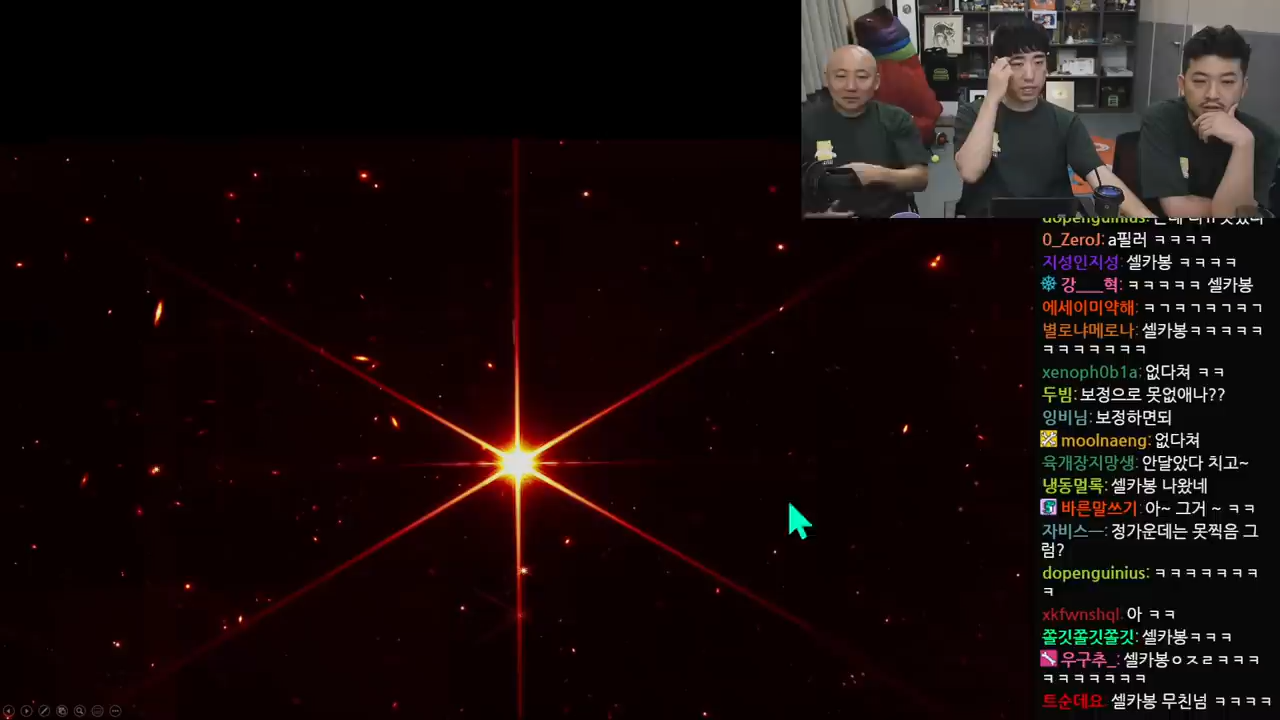 dopenguinius:
0_ZeroJ: a필러 ㅋㅋㅋㅋ
지성인지성: 셀카봉 ㅋㅋㅋㅋ
강___혁: ㅋㅋㅋㅋㅋ 셀카봉
에세이미약해: ㅋㄱㅋㄱㅋㄱㅋㄱ
별로냐메로나: 셀카봉ㅋㅋㅋㅋㅋ
ㅋㅋㅋㅋㅋㅋㅋㅋ
xenoph0b1a: 없다쳐 ㅋㅋ
두빔: 보정으로 못없애나??
잉비님: 보정하면되
moolnaeng: 없다쳐
육개장지망생: 안달았다 치고~
냉동멀록: 셀카봉 나왔네
바른말쓰기: 아~ 그거 ~ ㅋㅋ
자비스ㅡ: 정가운데는 못찍음 그
럼?
dopenguinius: ㅋㅋㅋㅋㅋㅋㅋ
ㅋ
xkfwnshql: 아 ㅋㅋ
쫄깃쫄깃쫄깃: 셀카봉ㅋㅋㅋ
우구추_: 셀카봉ㅇㅈㄹㅋㅋㅋ
ㅋㅋㅋㅋㅋㅋㅋㅋ
트순데요: 셀카봉 무친넘 ㅋㅋㅋㅋ